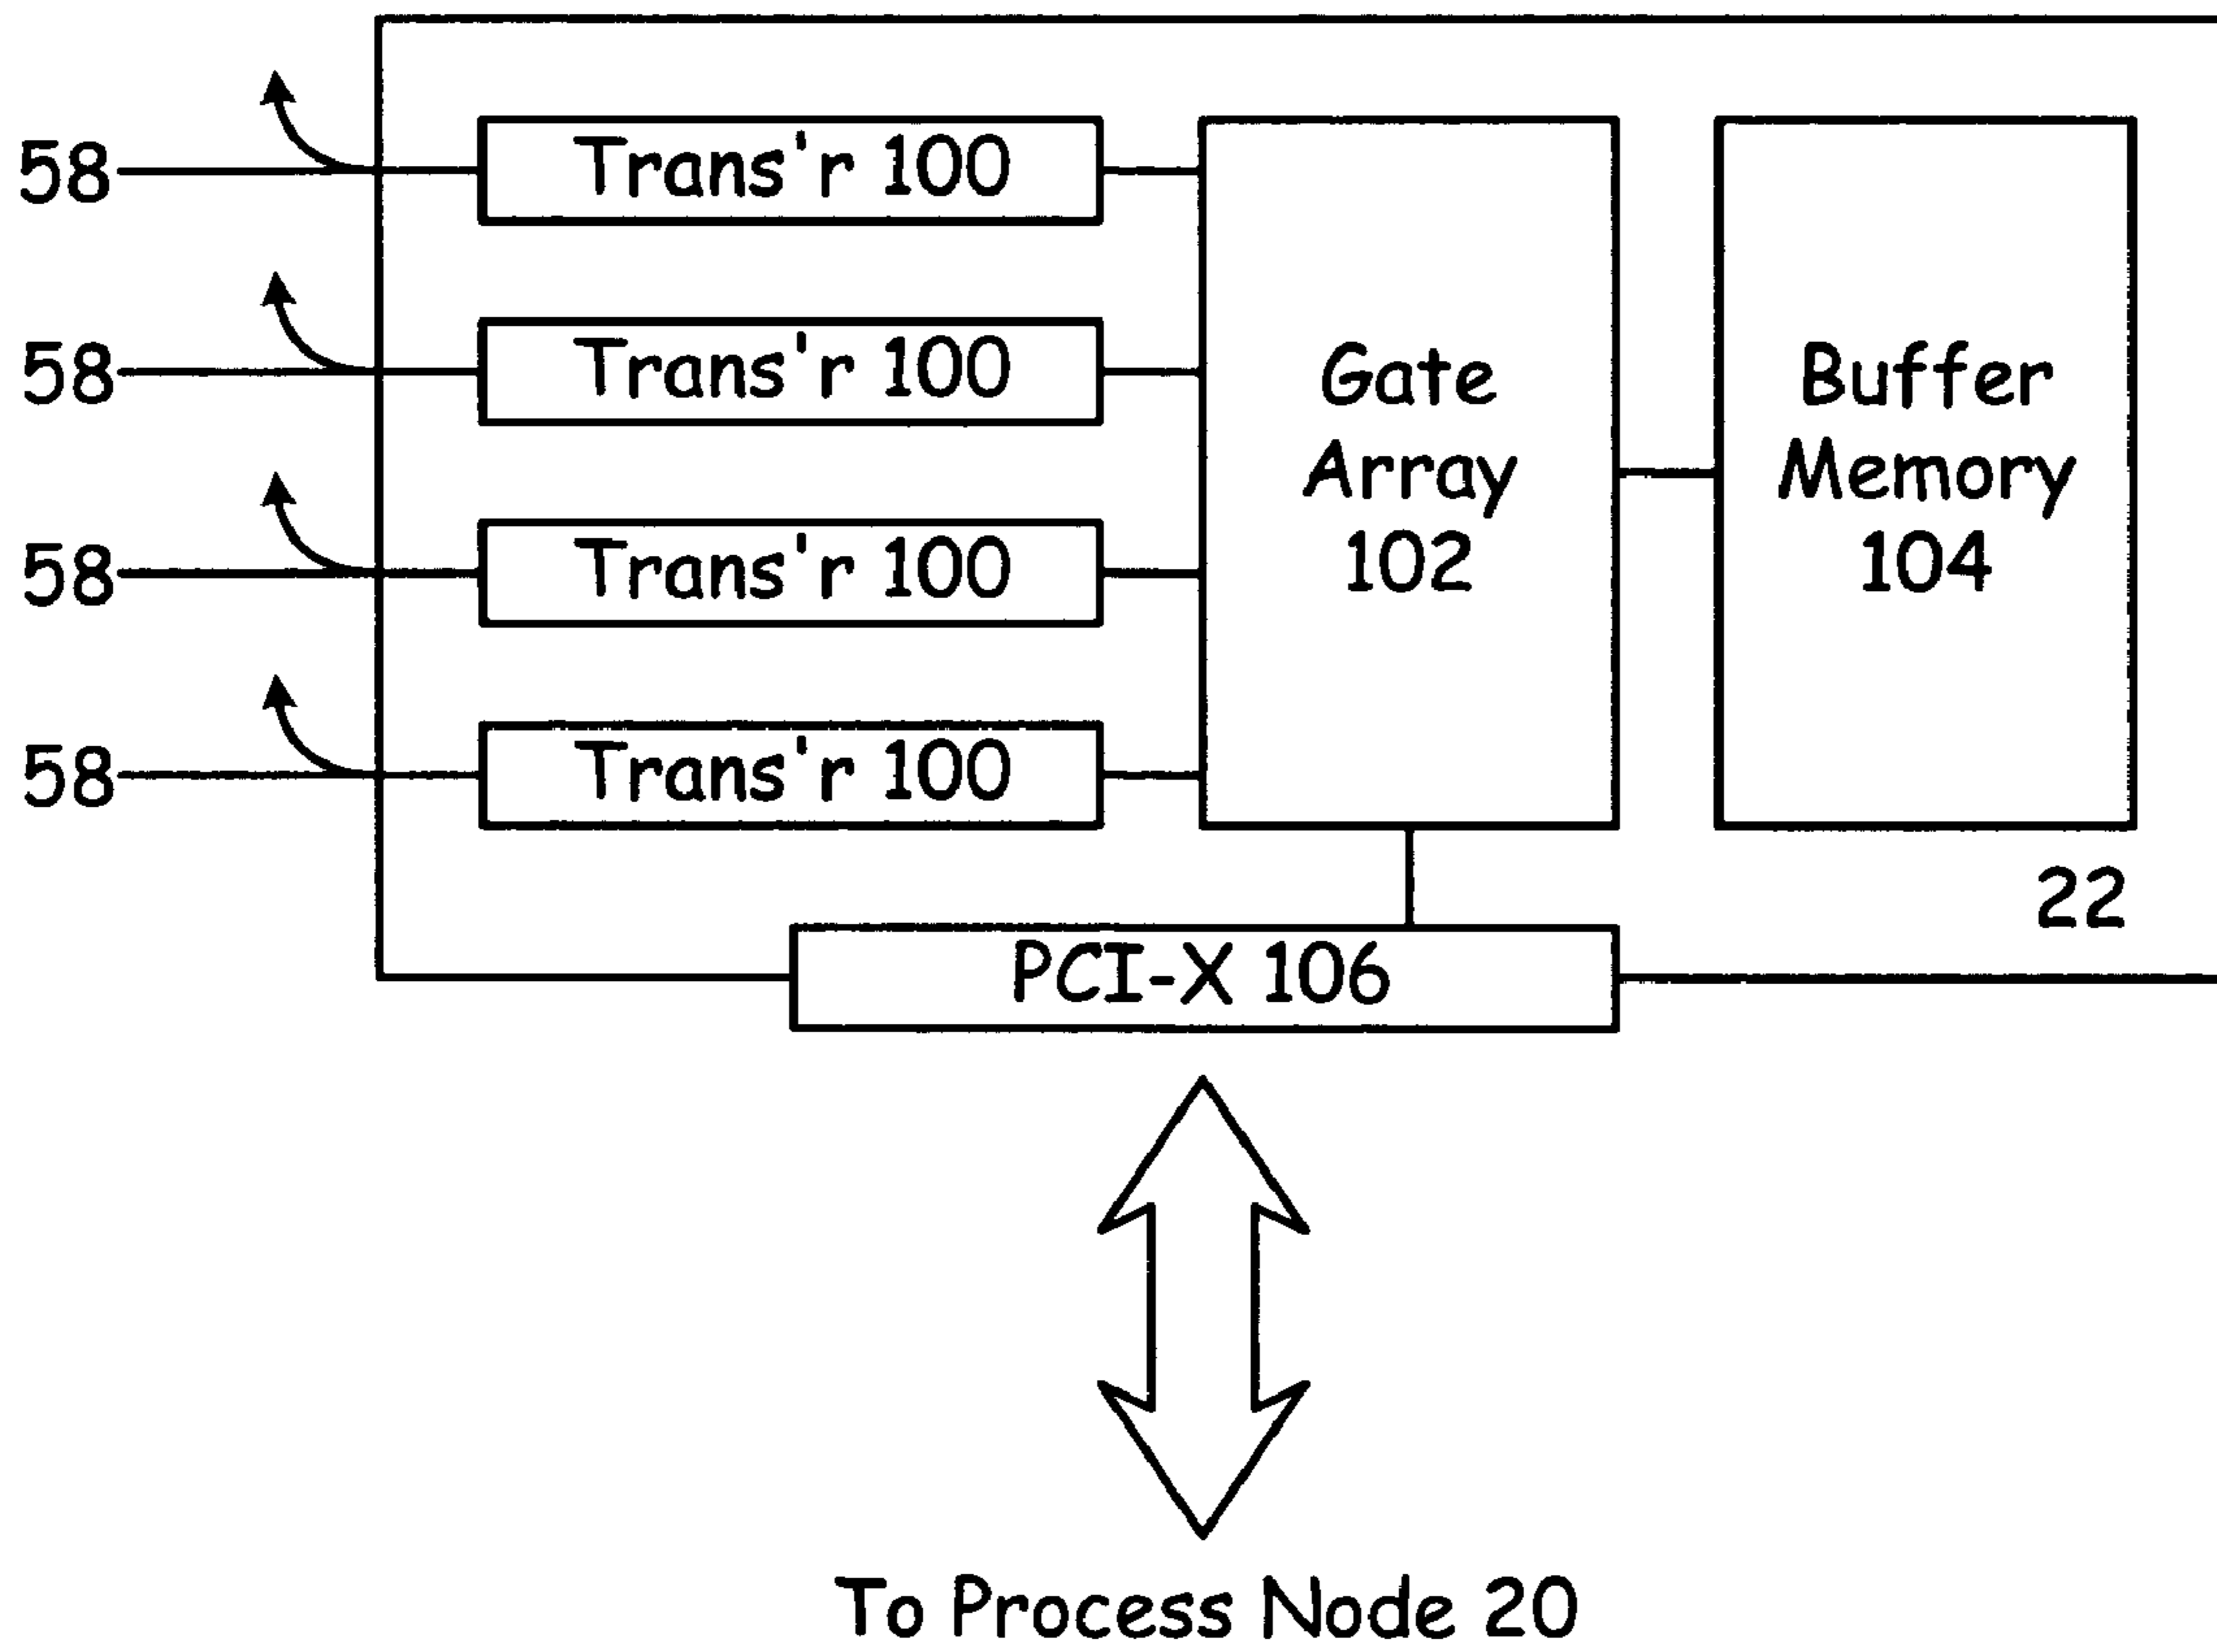 58
Trans'r 100
58
Trans'r 100
58
Trans'r 100
58
Trans'r 100
Gate
Array
102
Buffer
Memory
104
22
PCI-X 106
To Process Node 20